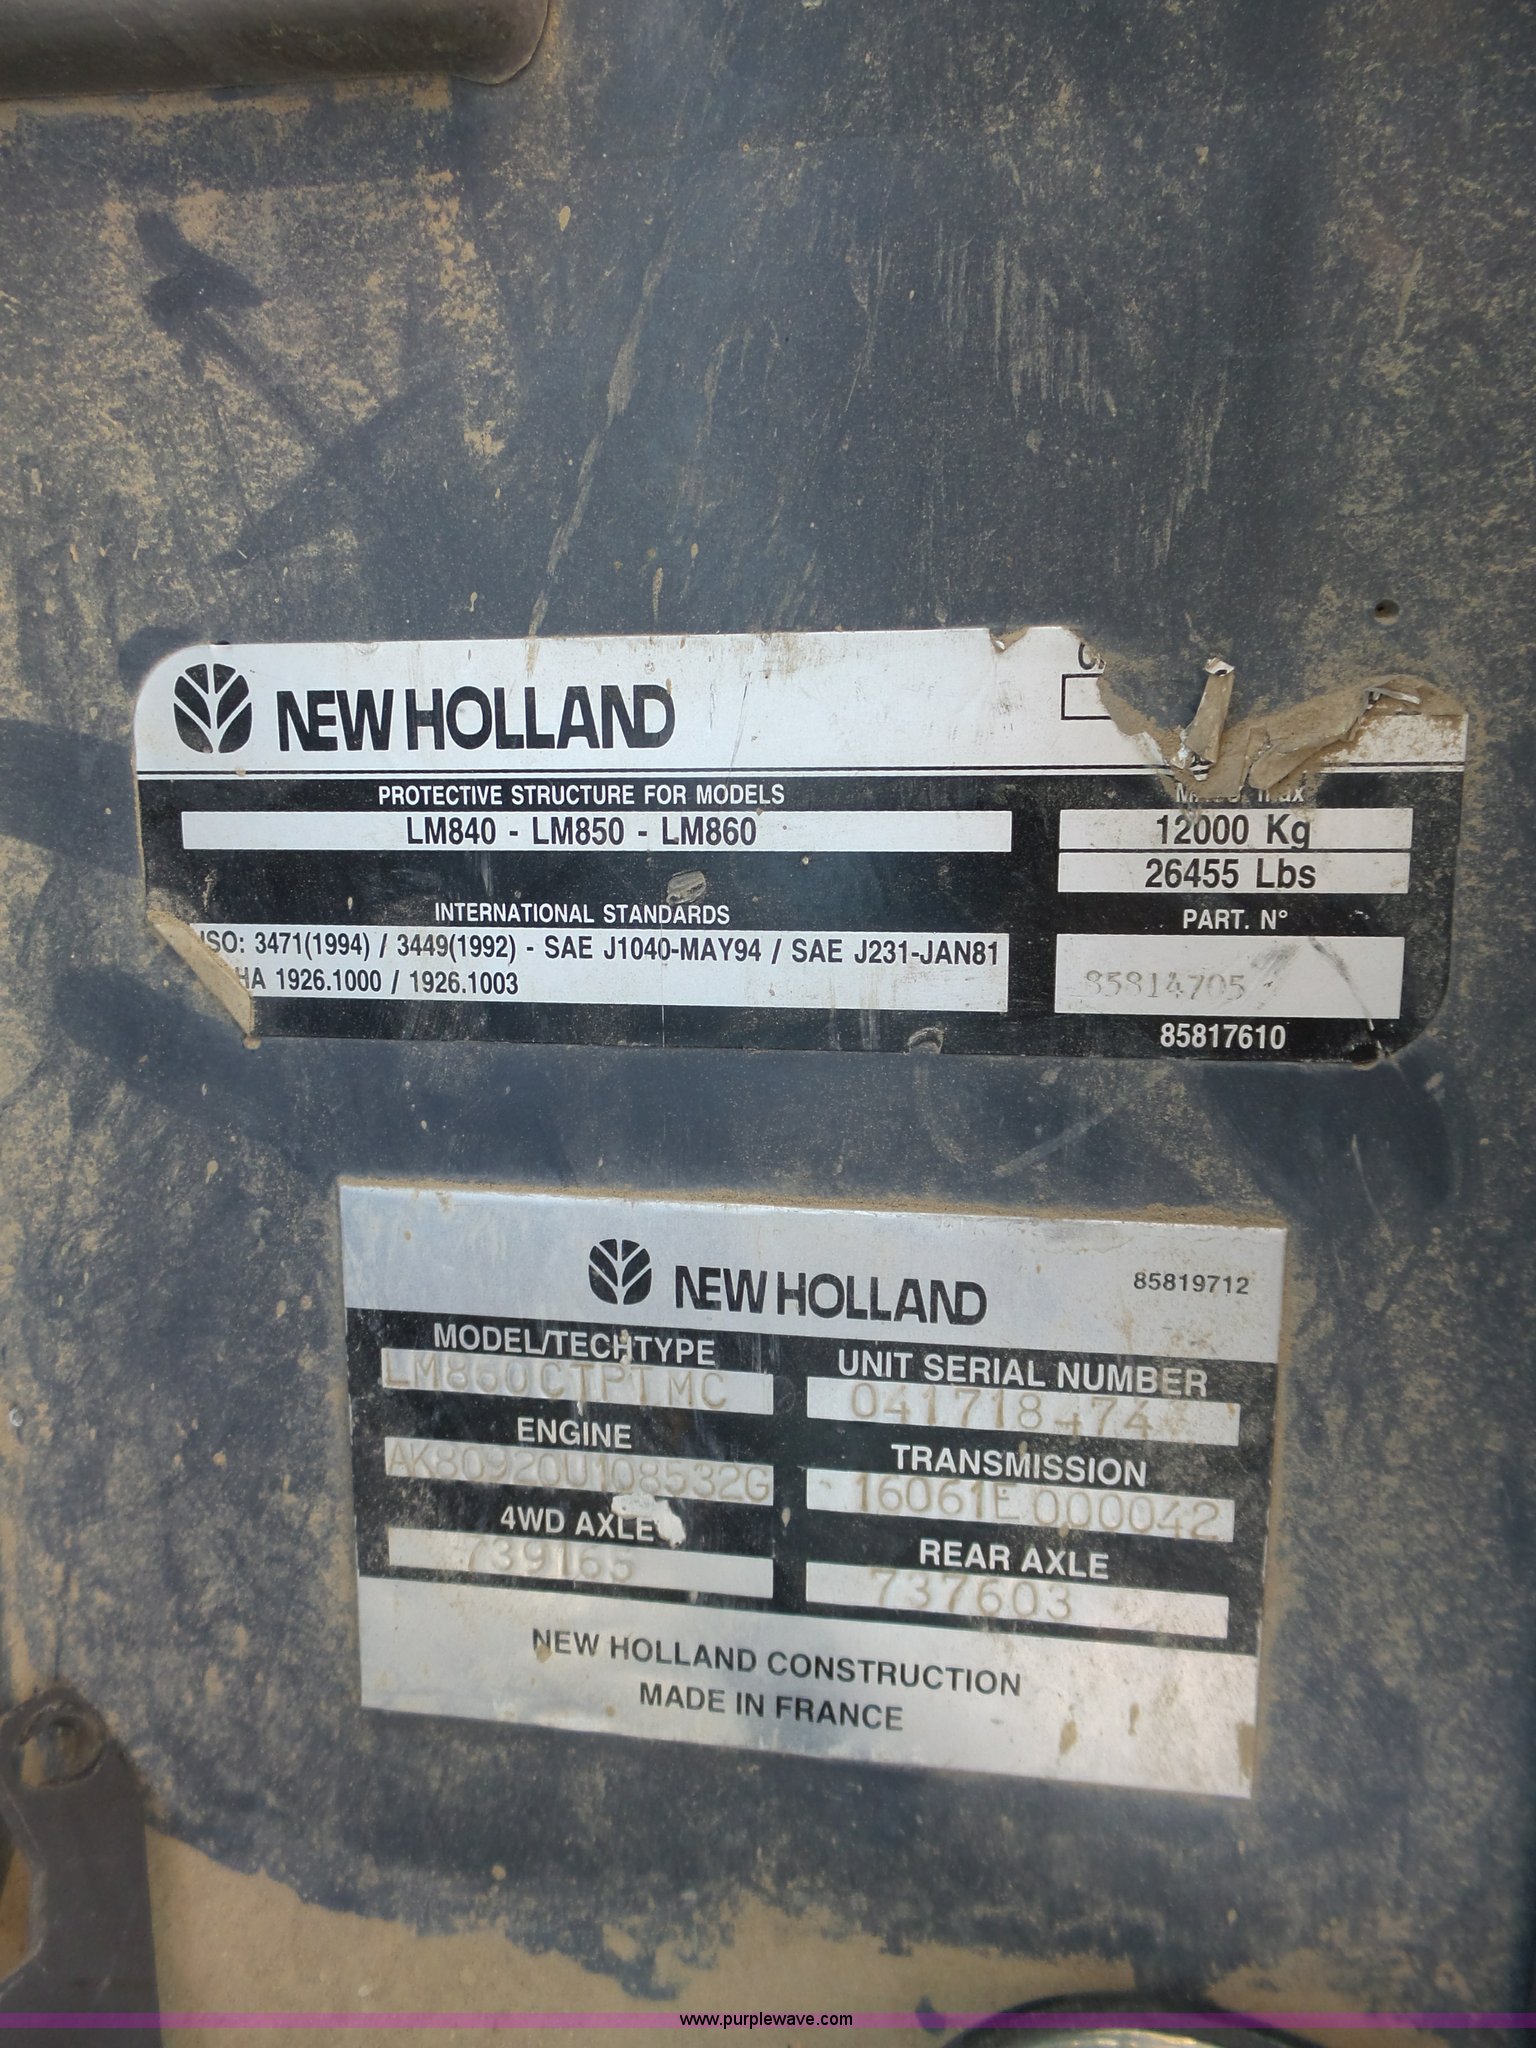 NEW HOLLAND
PROTECTIVE STRUCTURE FOR MODELS
LM840 - LM850 - LM860
12000 Kg
26455 Lbs
INTERNATIONAL STANDARDS
ISO: 3471(1994) / 3449(1992) - SAE J1040-MAY94 / SAE J231-JAN81
HA 1926.1000 / 1926.1003
PART. N°
85814705
85817610
NEW HOLLAND
85819712
MODEL/TECHTYPE
LM860CTPTMC
UNIT SERIAL NUMBER
041718474
ENGINE
AK80920U108532G
TRANSMISSION
16061E000042
4WD AXLE
739165
REAR AXLE
737603
NEW HOLLAND CONSTRUCTION
MADE IN FRANCE
www.purplewave.com